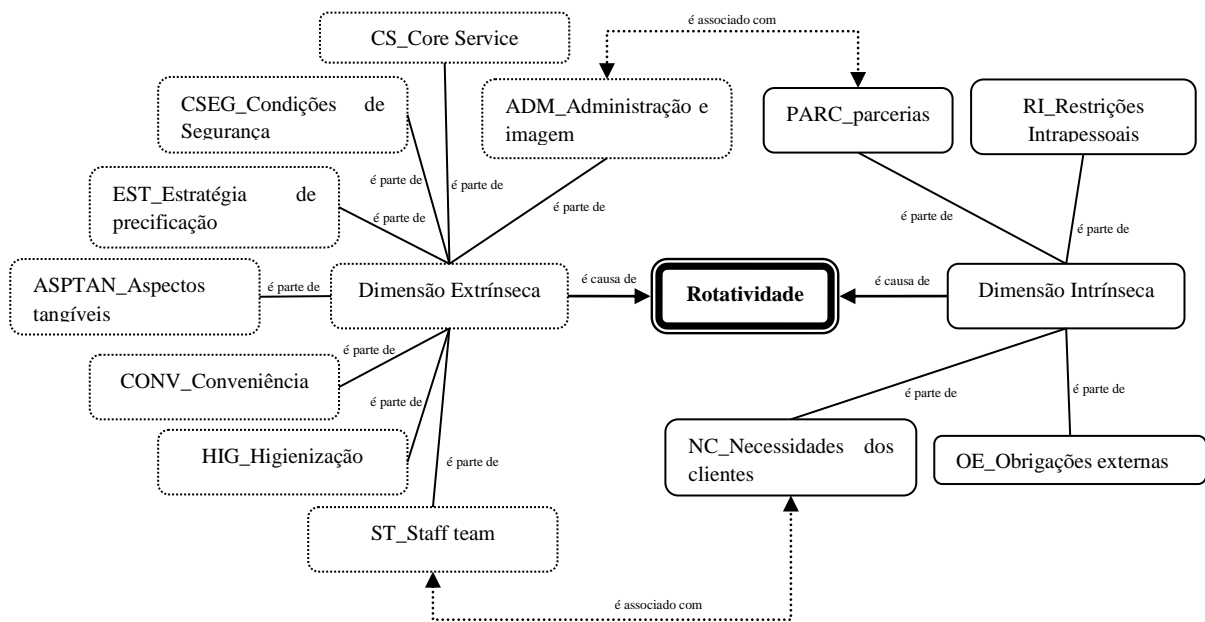 é associado com
CS_Core Service
CSEG_Condições de
Segurança
ADM_Administração e
imagem
PARC_parcerias
RI_Restrições
Intrapessoais
é parte de
é parte de
EST_Estratégia de
precificação
é parte de
é parte de
é parte de
é parte de
ASPTAN_Aspectos
tangíveis
é parte de
Dimensão Extrínseca
é causa de
Rotatividade
é causa de
Dimensão Intrínseca
é parte de
CONV_Conveniência
é parte de
é parte de
é parte de
HIG_Higienização
é parte de
NC_Necessidades dos
clientes
OE_Obrigações externas
ST_Staff team
é associado com